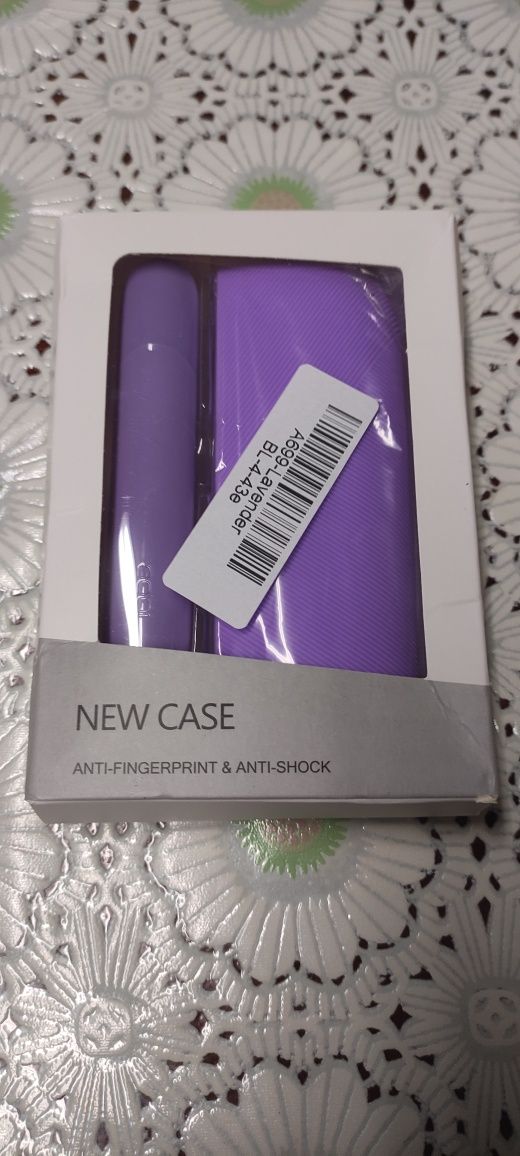 A699-Lavender
BL-4-43e
NEW CASE
ANTI-FINGERPRINT & ANTI-SHOCK